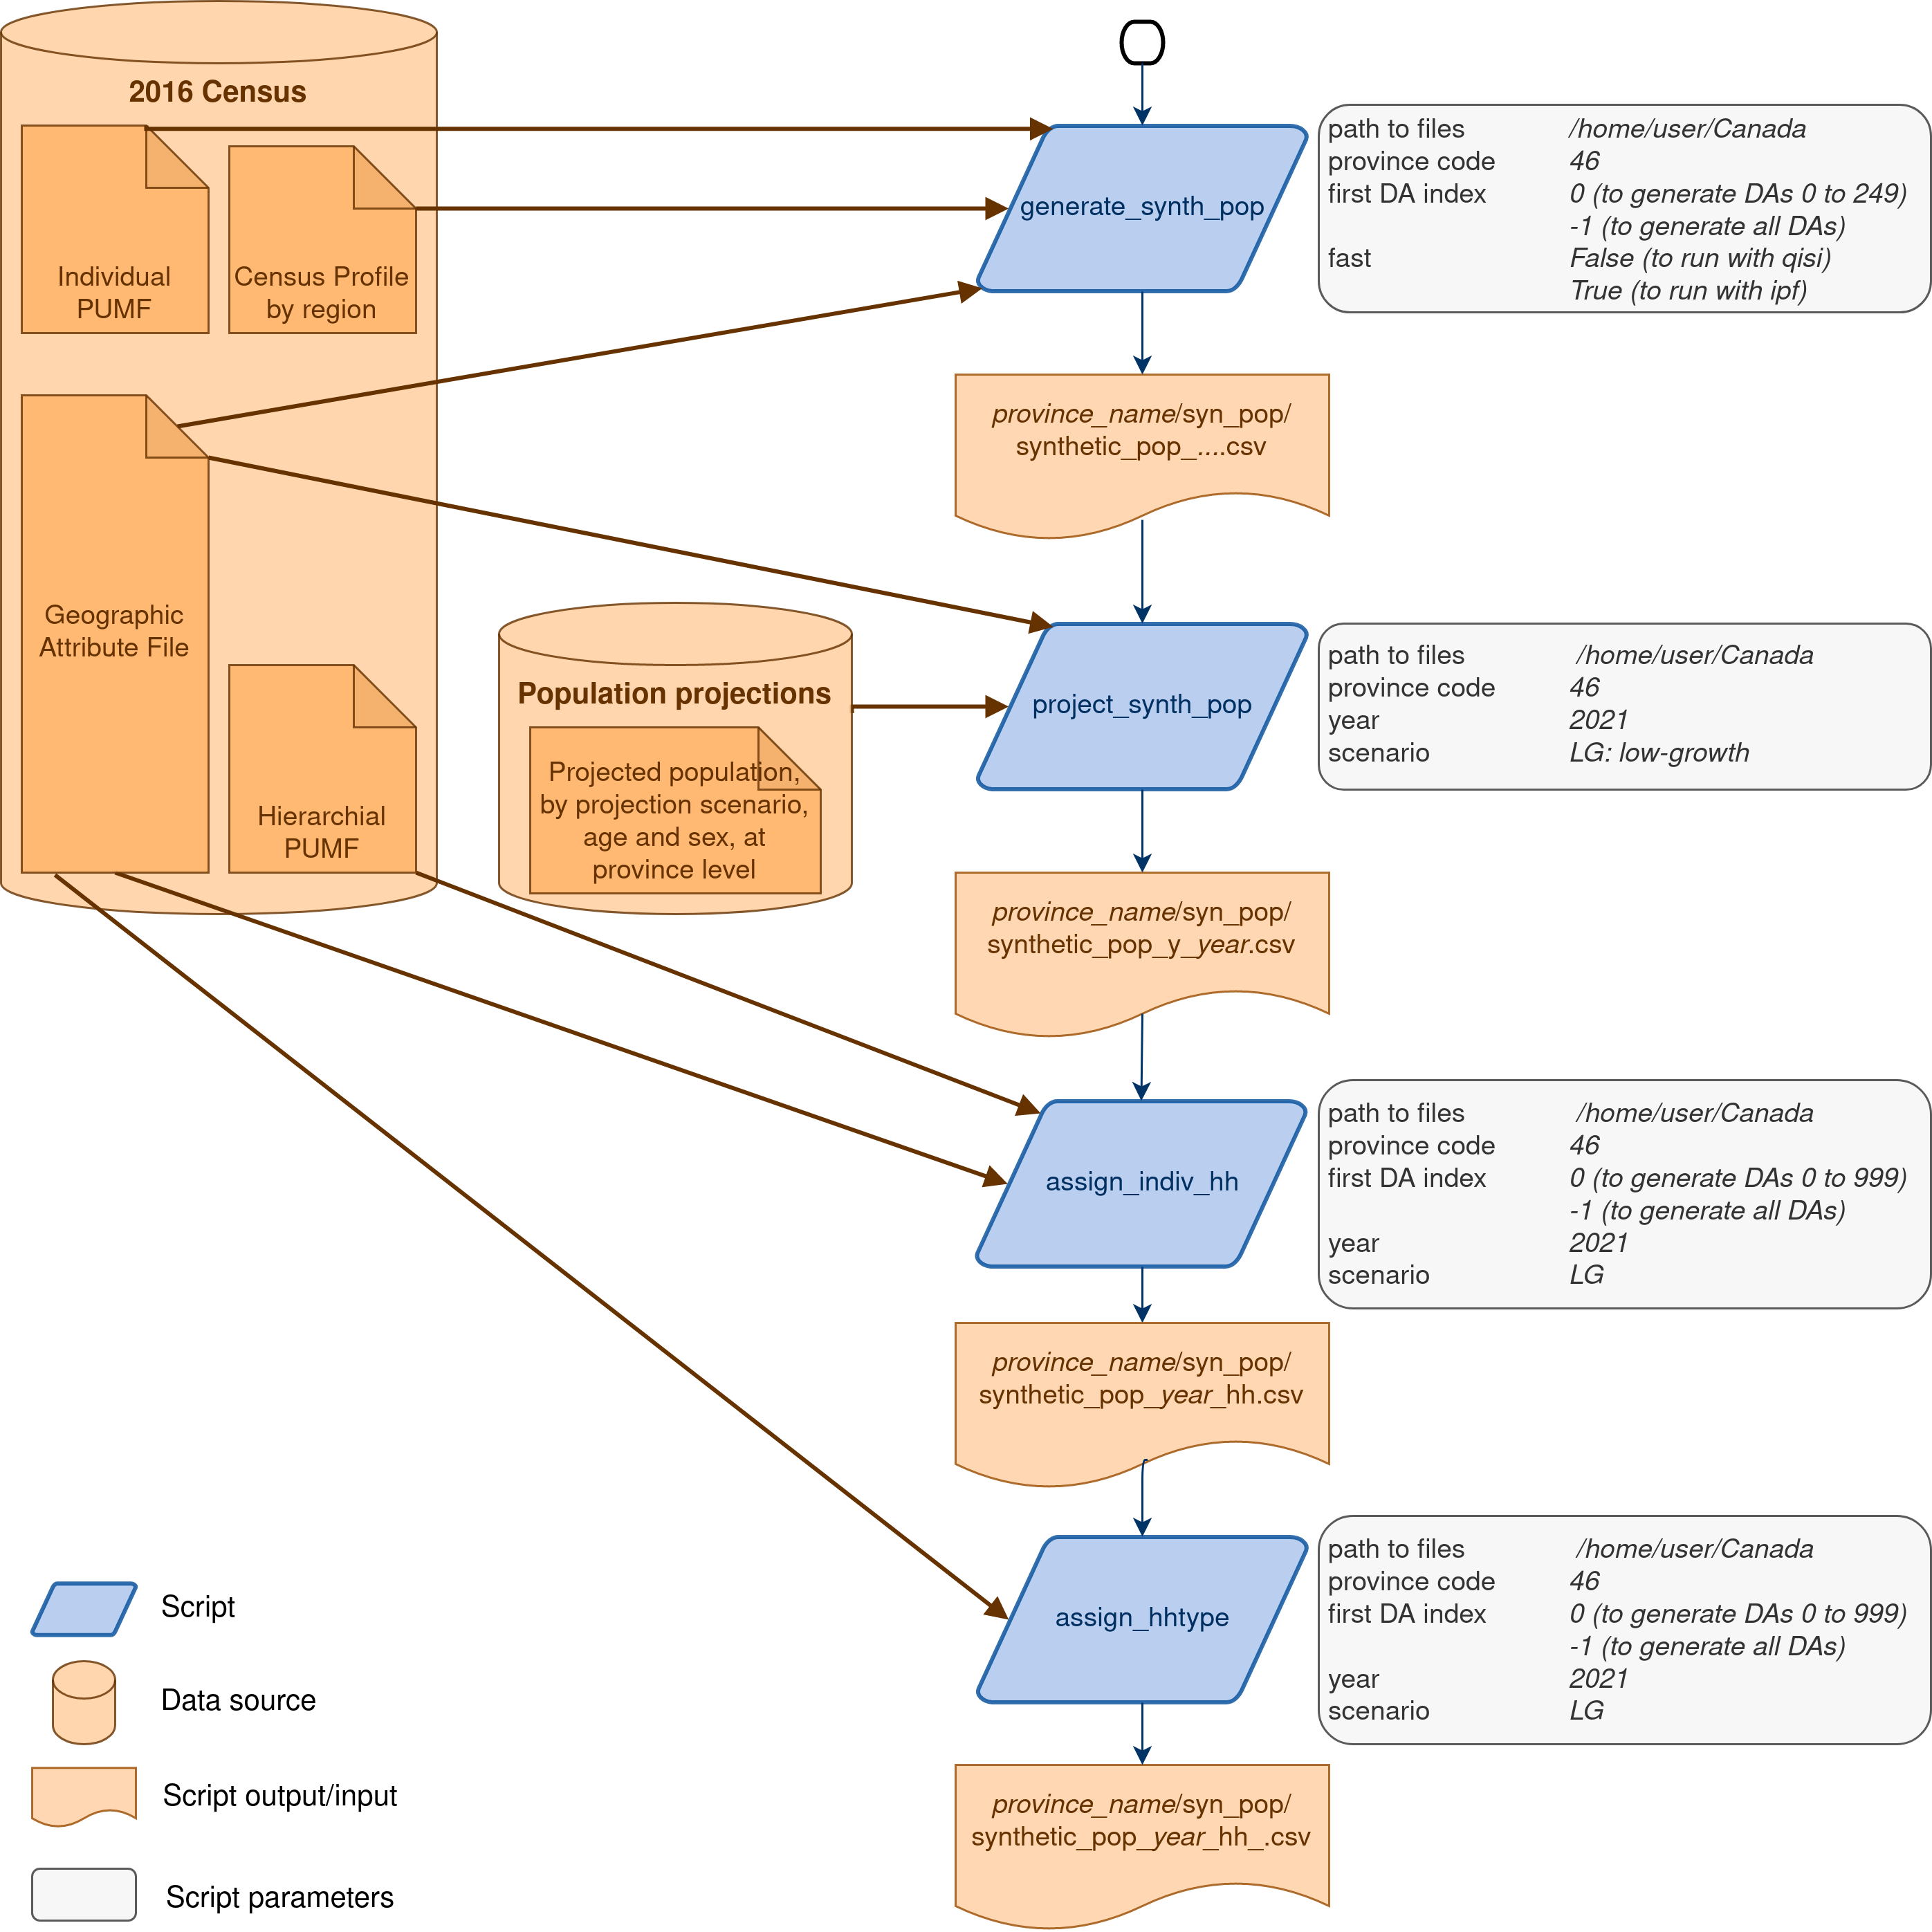 2016 Census
Individual
PUMF
Census Profile
by region
Geographic
Attribute File
Hierarchial
PUMF
Population projections
Projected population,
by projection scenario,
age and sex, at
province level
generate_synth_pop
path to files /home/user/Canada
province code 46
first DA index 0 (to generate DAs 0 to 249)
-1 (to generate all DAs)
fast False (to run with qisi)
True (to run with ipf)
province_name/syn_pop/
synthetic_pop_....csv
project_synth_pop
path to files /home/user/Canada
province code 46
year 2021
scenario LG: low-growth
province_name/syn_pop/
synthetic_pop_y_year.csv
assign_indiv_hh
path to files /home/user/Canada
province code 46
first DA index 0 (to generate DAs 0 to 999)
-1 (to generate all DAs)
year 2021
scenario LG
province_name/syn_pop/
synthetic_pop_year_hh.csv
assign_hhtype
path to files /home/user/Canada
province code 46
first DA index 0 (to generate DAs 0 to 999)
-1 (to generate all DAs)
year 2021
scenario LG
province_name/syn_pop/
synthetic_pop_year_hh_.csv
Script
Data source
Script output/input
Script parameters